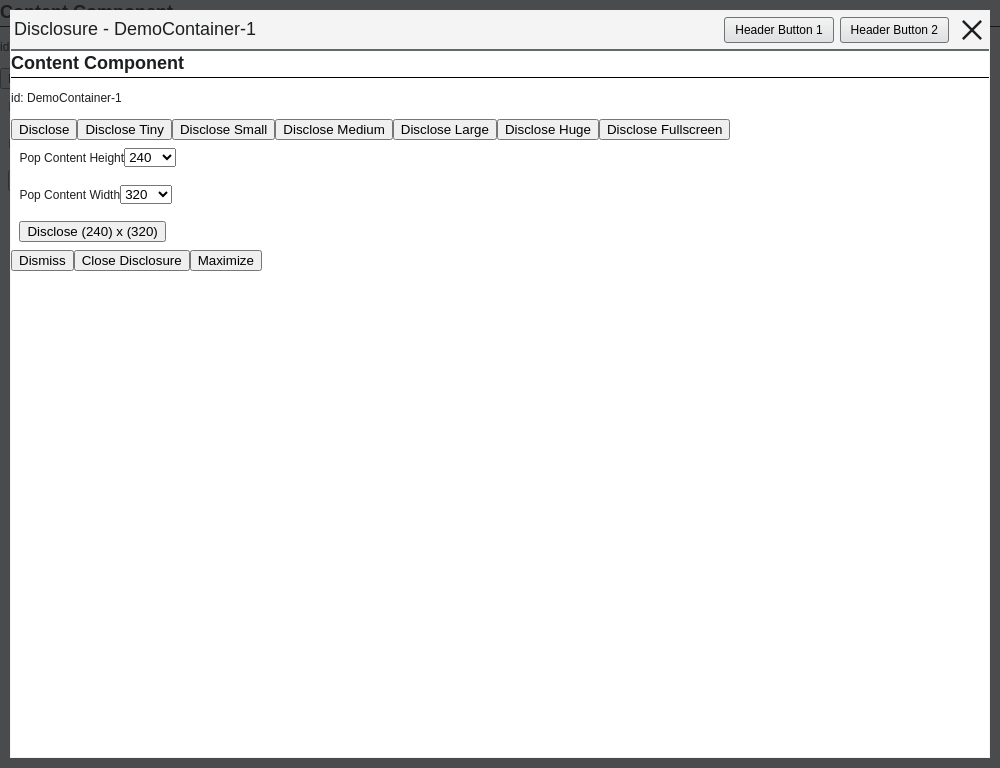 Disclosure - DemoContainer-1 Header Button 1 Header Button 2
Content Component
id: DemoContainer-1
Disclose Disclose Tiny Disclose Small Disclose Medium Disclose Large Disclose Huge Disclose Fullscreen
Pop Content Height 240
Pop Content Width 320
Disclose (240) x (320)
Dismiss Close Disclosure Maximize